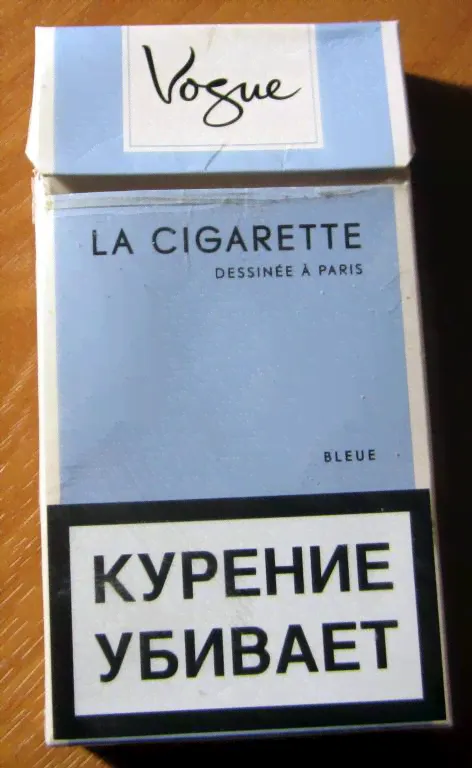 Vogue
LA CIGARETTE
DESSINÉE À PARIS
BLEUE
КУРЕНИЕ
УБИВАЕТ